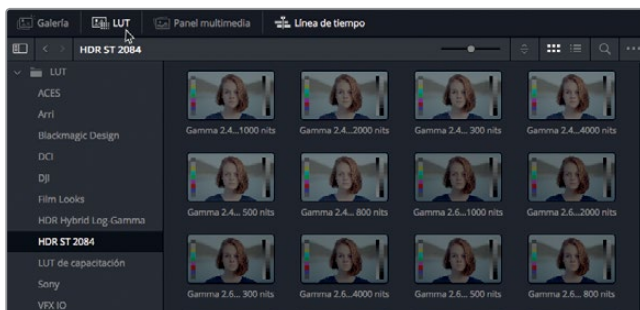 Galería LUT Panel multimedia Línea de tiempo
HDR ST 2084
LUT
ACES
Arri
Blackmagic Design
DCI
DJI
Film Looks
HDR Hybrid Log-Gamma
HDR ST 2084
LUT de capacitación
Sony
VFX IO
Gamma 2.4...1000 nits Gamma 2.4...2000 nits Gamma 2.4... 300 nits Gamma 2.4...4000 nits
Gamma 2.4... 500 nits Gamma 2.4... 800 nits Gamma 2.6...1000 nits Gamma 2.6...2000 nits
Gamma 2.6... 300 nits Gamma 2.6...4000 nits Gamma 2.6... 500 nits Gamma 2.6... 800 nits